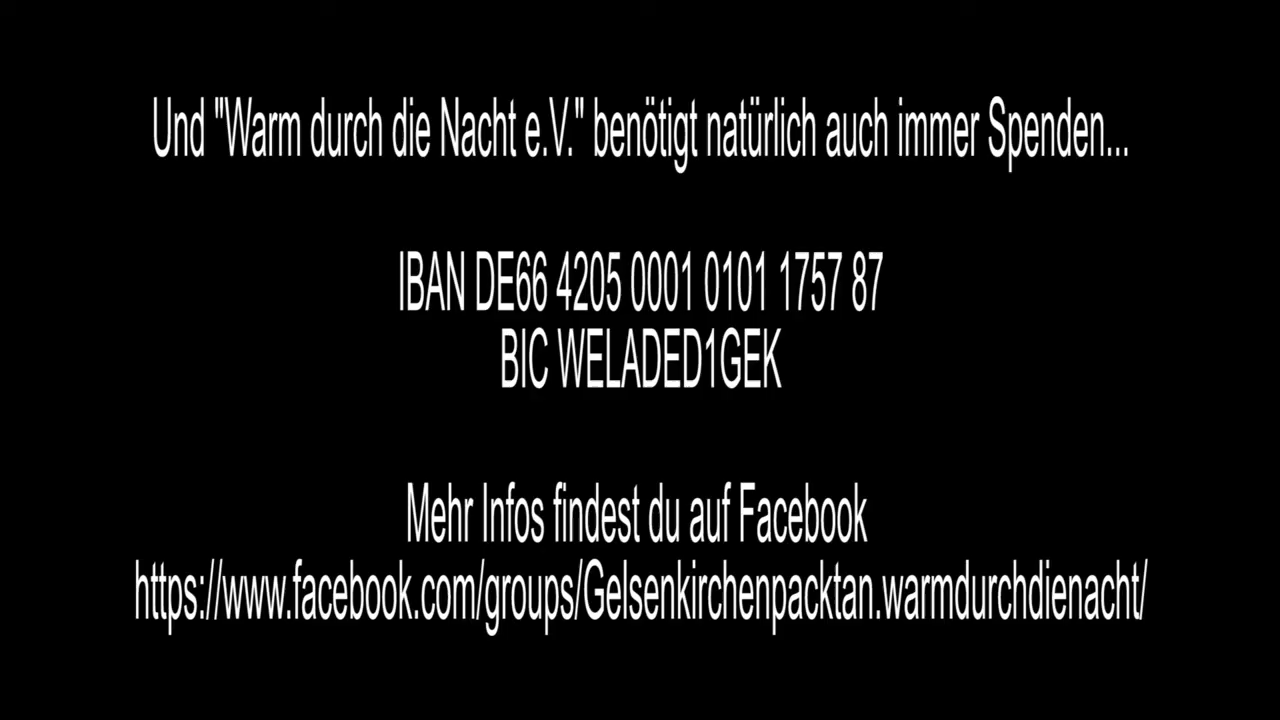 Und "Warm durch die Nacht e.V." benötigt natürlich auch immer Spenden...
IBAN DE66 4205 0001 0101 1757 87
BIC WELADED1GEK
Mehr Infos findest du auf Facebook
https://www.facebook.com/groups/Gelsenkirchenpacktan.warmdurchdienacht/